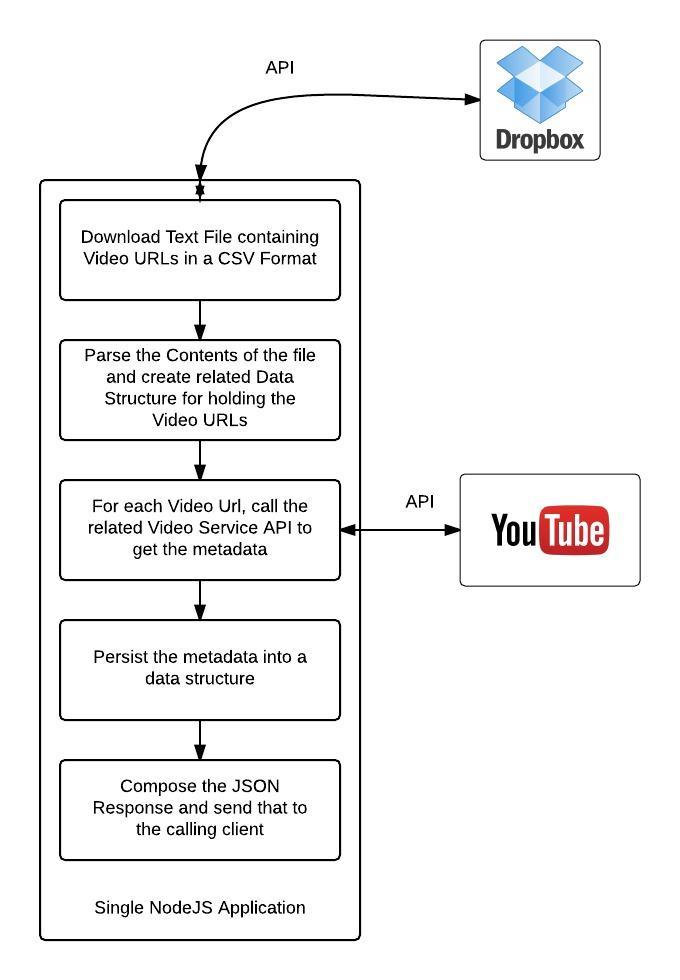 API
Dropbox
Download Text File containing
Video URLs in a CSV Format
Parse the Contents of the file
and create related Data
Structure for holding the
Video URLs
For each Video Url, call the
related Video Service API to
get the metadata
API
YouTube
Persist the metadata into a
data structure
Compose the JSON
Response and send that to
the calling client
Single NodeJS Application